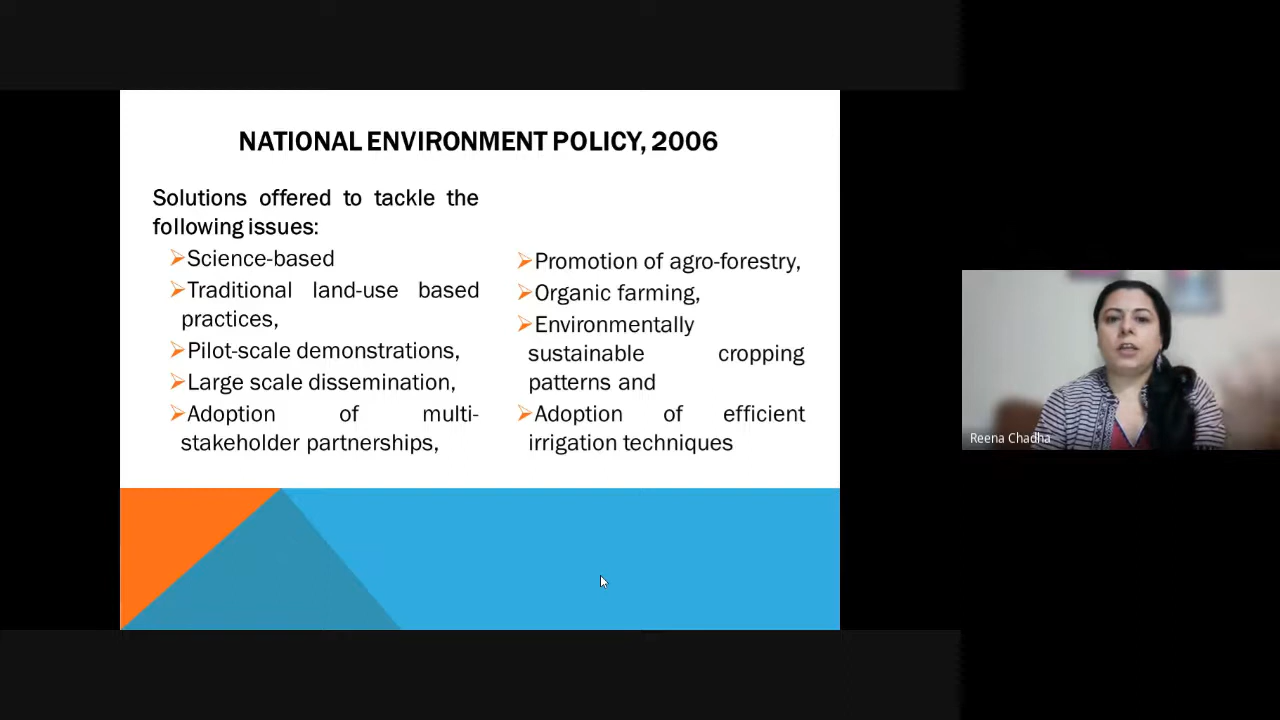 NATIONAL ENVIRONMENT POLICY, 2006
Solutions offered to tackle the
following issues:
➢Science-based
➢Traditional land-use based
practices,
➢Pilot-scale demonstrations,
➢Large scale dissemination,
➢Adoption of multi-
stakeholder partnerships,
➢Promotion of agro-forestry,
➢Organic farming,
➢Environmentally
sustainable cropping
patterns and
➢Adoption of efficient
irrigation techniques
Reena Chadha